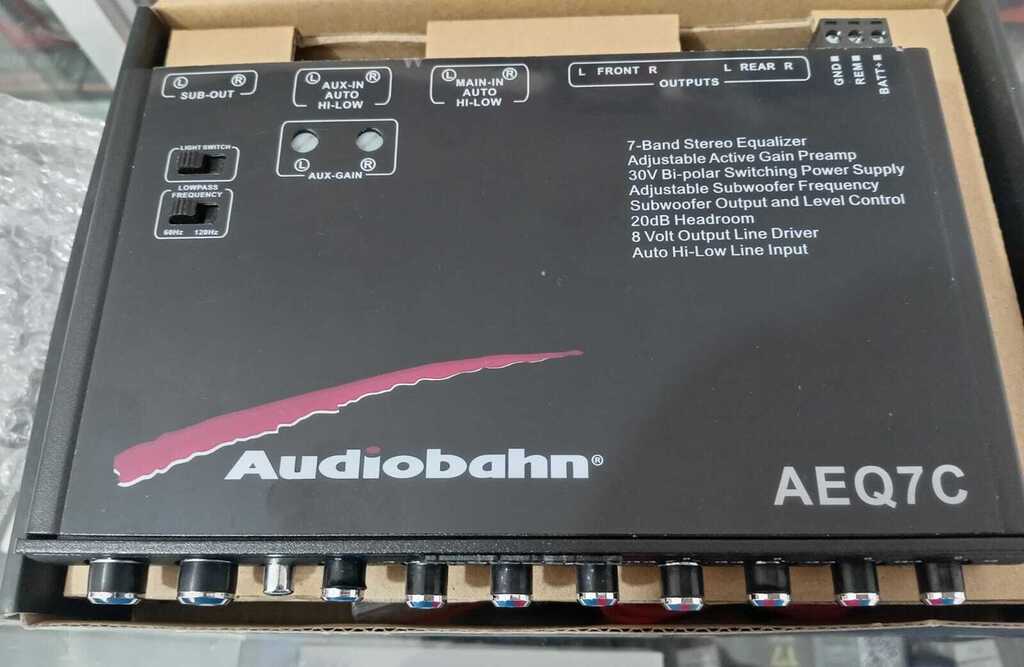 L R
SUB-OUT
L R
AUX-IN
AUTO
HI-LOW
L R
MAIN-IN
AUTO
HI-LOW
L FRONT R L REAR R
OUTPUTS
GND
REM
BATT+
L R
AUX-GAIN
LIGHT SWITCH
LOWPASS
FREQUENCY
60Hz 120Hz
7-Band Stereo Equalizer
Adjustable Active Gain Preamp
30V Bi-polar Switching Power Supply
Adjustable Subwoofer Frequency
Subwoofer Output and Level Control
20dB Headroom
8 Volt Output Line Driver
Auto Hi-Low Line Input
Audiobahn®
AEQ7C